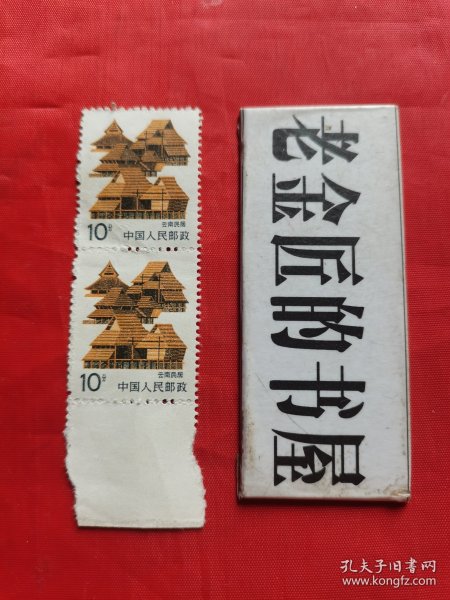 云南民居
10分 中国人民邮政
云南民居
10分 中国人民邮政
老金匠的书屋
孔夫子旧书网
www.kongfz.com